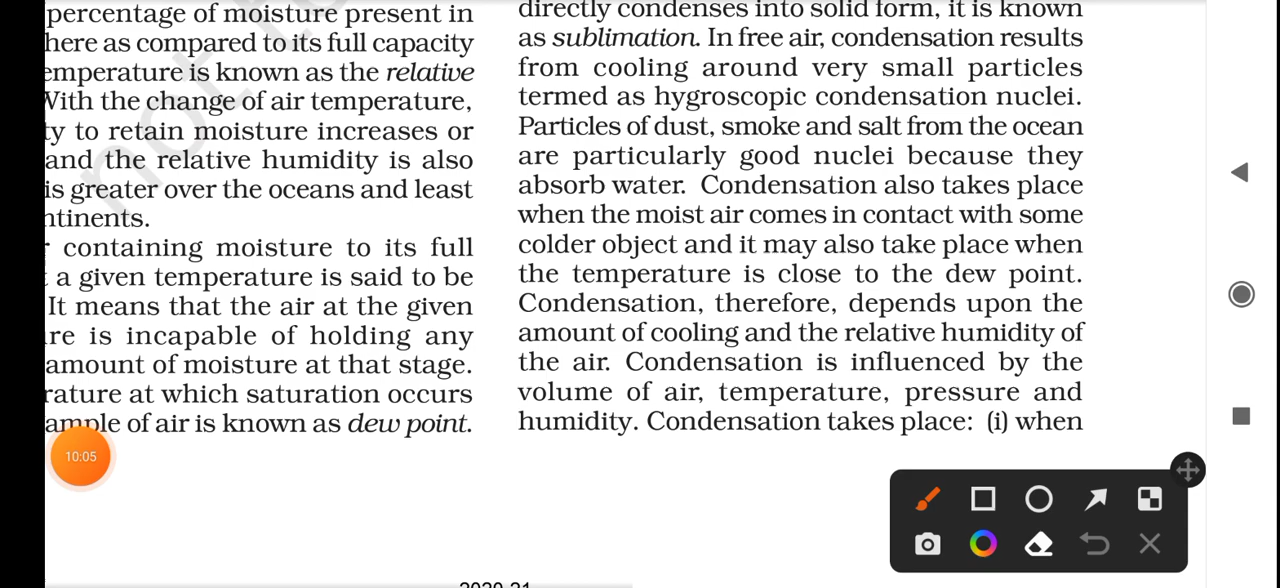 percentage of moisture present in
here as compared to its full capacity
emperature is known as the relative
With the change of air temperature,
ty to retain moisture increases or
and the relative humidity is also
is greater over the oceans and least
ntinents.
r containing moisture to its full
t a given temperature is said to be
It means that the air at the given
re is incapable of holding any
amount of moisture at that stage.
rature at which saturation occurs
ample of air is known as dew point.
directly condenses into solid form, it is known
as sublimation. In free air, condensation results
from cooling around very small particles
termed as hygroscopic condensation nuclei.
Particles of dust, smoke and salt from the ocean
are particularly good nuclei because they
absorb water. Condensation also takes place
when the moist air comes in contact with some
colder object and it may also take place when
the temperature is close to the dew point.
Condensation, therefore, depends upon the
amount of cooling and the relative humidity of
the air. Condensation is influenced by the
volume of air, temperature, pressure and
humidity. Condensation takes place: (i) when
10:05
2020-21
not